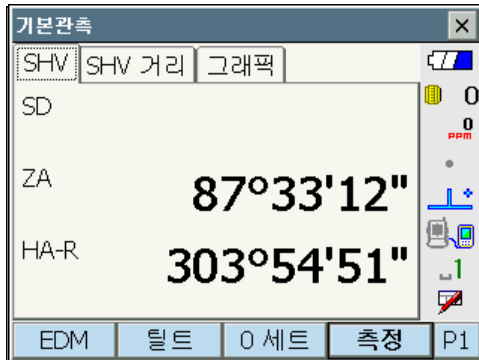 기본관측
SHV SHV 거리 그래픽
SD
0
0
PPM
ZA 87°33'12"
HA-R 303°54'51"
1
EDM 틸트 0 세트 측정 P1